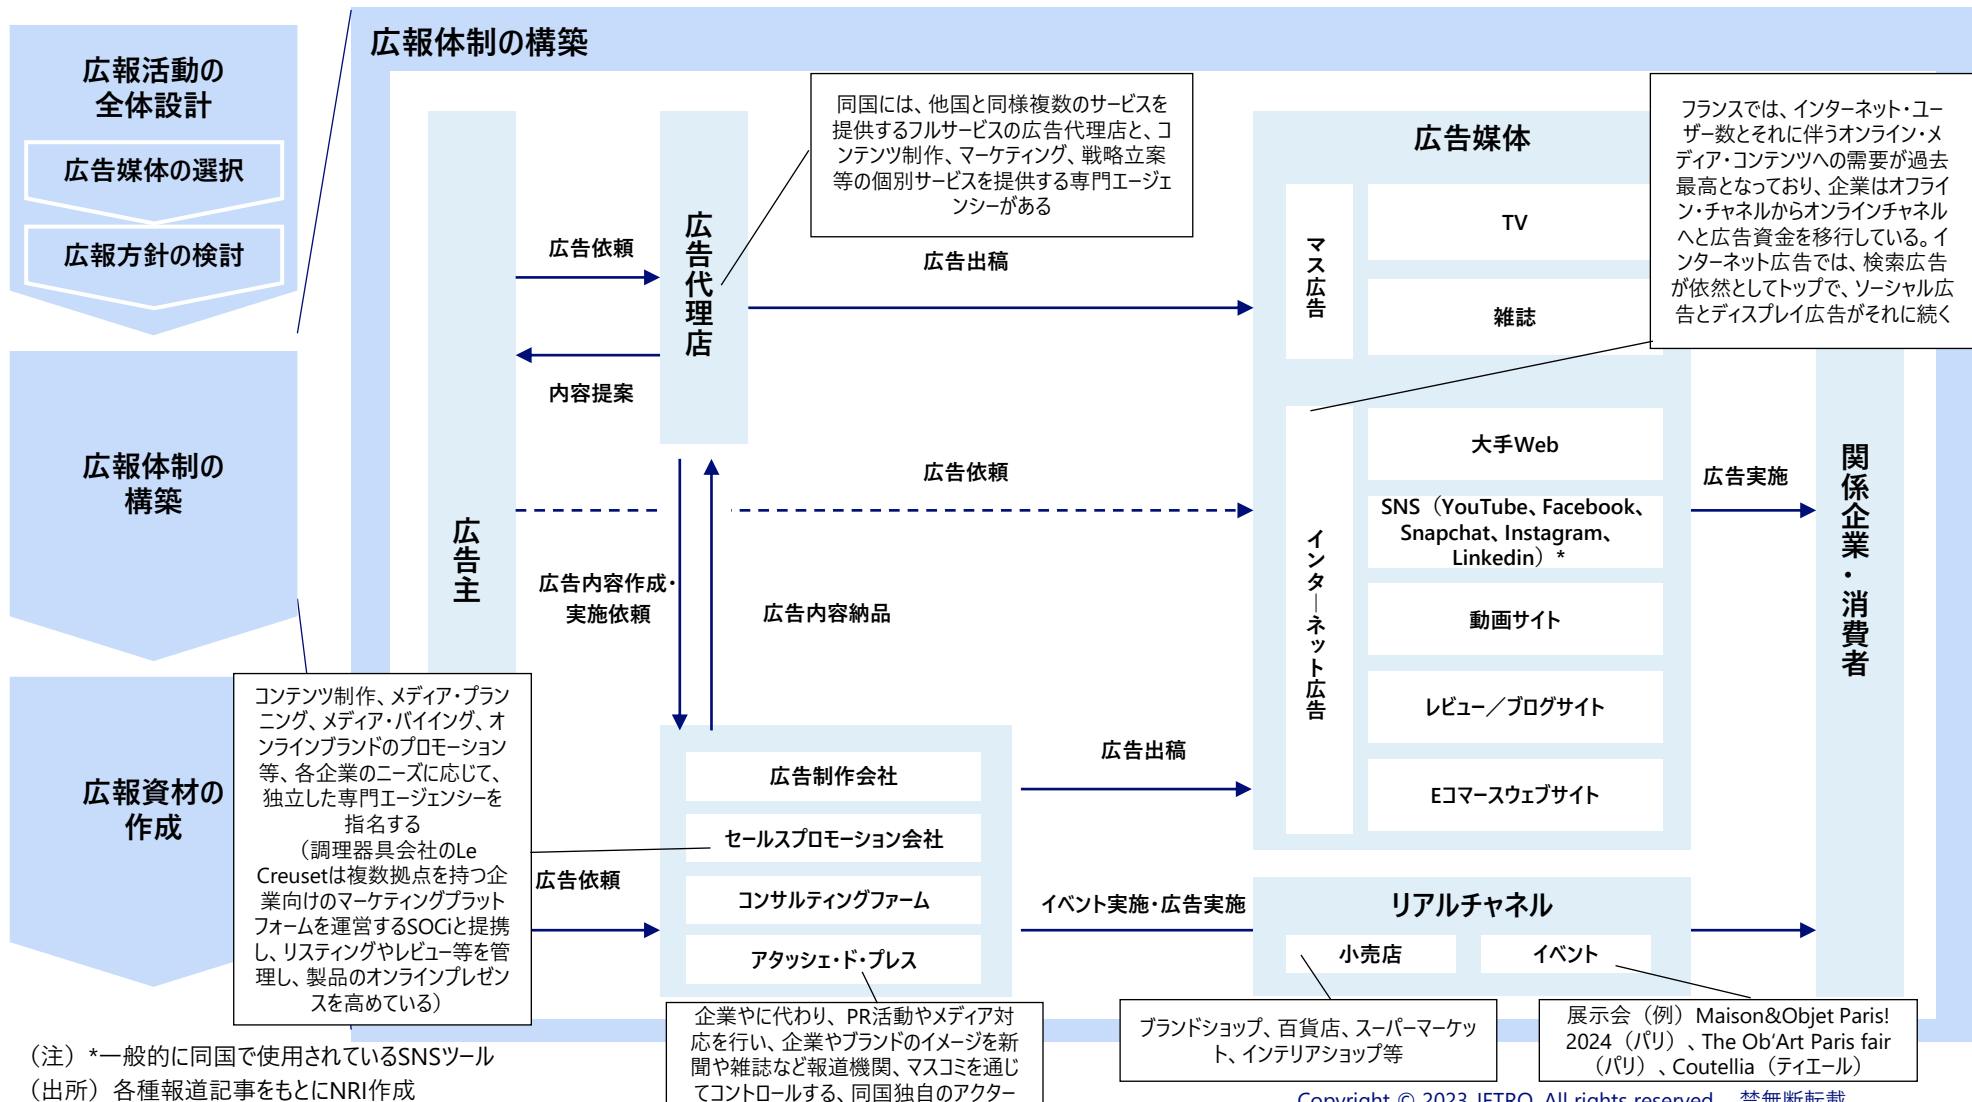 広報活動の
全体設計
広告媒体の選択
広報方針の検討
広報体制の
構築
広報資材の
作成
広報体制の構築
同国には、他国と同様複数のサービスを
提供するフルサービスの広告代理店と、コ
ンテンツ制作、マーケティング、戦略立案
等の個別サービスを提供する専門エージェ
ンシーがある
フランスでは、インターネット・ユー
ザー数とそれに伴うオンライン・メ
ディア・コンテンツへの需要が過去
最高となっており、企業はオフライ
ン・チャネルからオンラインチャネル
へと広告資金を移行している。イ
ンターネット広告では、検索広告
が依然としてトップで、ソーシャル広
告とディスプレイ広告がそれに続く
広告主
広告代理店
広告依頼
内容提案
広告出稿
広告依頼
広告内容作成・
実施依頼
広告内容納品
広告媒体
マス広告
TV
雑誌
インターネット広告
大手Web
SNS（YouTube、Facebook、
Snapchat、Instagram、
Linkedin）*
動画サイト
レビュー／ブログサイト
Eコマースウェブサイト
広告実施
関係企業・消費者
コンテンツ制作、メディア・プラン
ニング、メディア・バイイング、オ
ンラインブランドのプロモーション
等、各企業のニーズに応じて、
独立した専門エージェンシーを
指名する
（調理器具会社のLe
Creusetは複数拠点を持つ企
業向けのマーケティングプラット
フォームを運営するSOCiと提携
し、リスティングやレビュー等を管
理し、製品のオンラインプレゼン
スを高めている）
広告依頼
広告制作会社
セールスプロモーション会社
コンサルティングファーム
アタッシェ・ド・プレス
広告出稿
イベント実施・広告実施
リアルチャネル
小売店
イベント
企業やに代わり、PR活動やメディア対
応を行い、企業やブランドのイメージを新
聞や雑誌など報道機関、マスコミを通じ
てコントロールする、同国独自のアクター
ブランドショップ、百貨店、スーパーマーケッ
ト、インテリアショップ等
展示会（例）Maison&Objet Paris!
2024（パリ）、The Ob'Art Paris fair
（パリ）、Coutellia（ティエール）
（注）*一般的に同国で使用されているSNSツール
（出所）各種報道記事をもとにNRI作成
Copyright © 2023 JETRO. All rights reserved. 禁無断転載